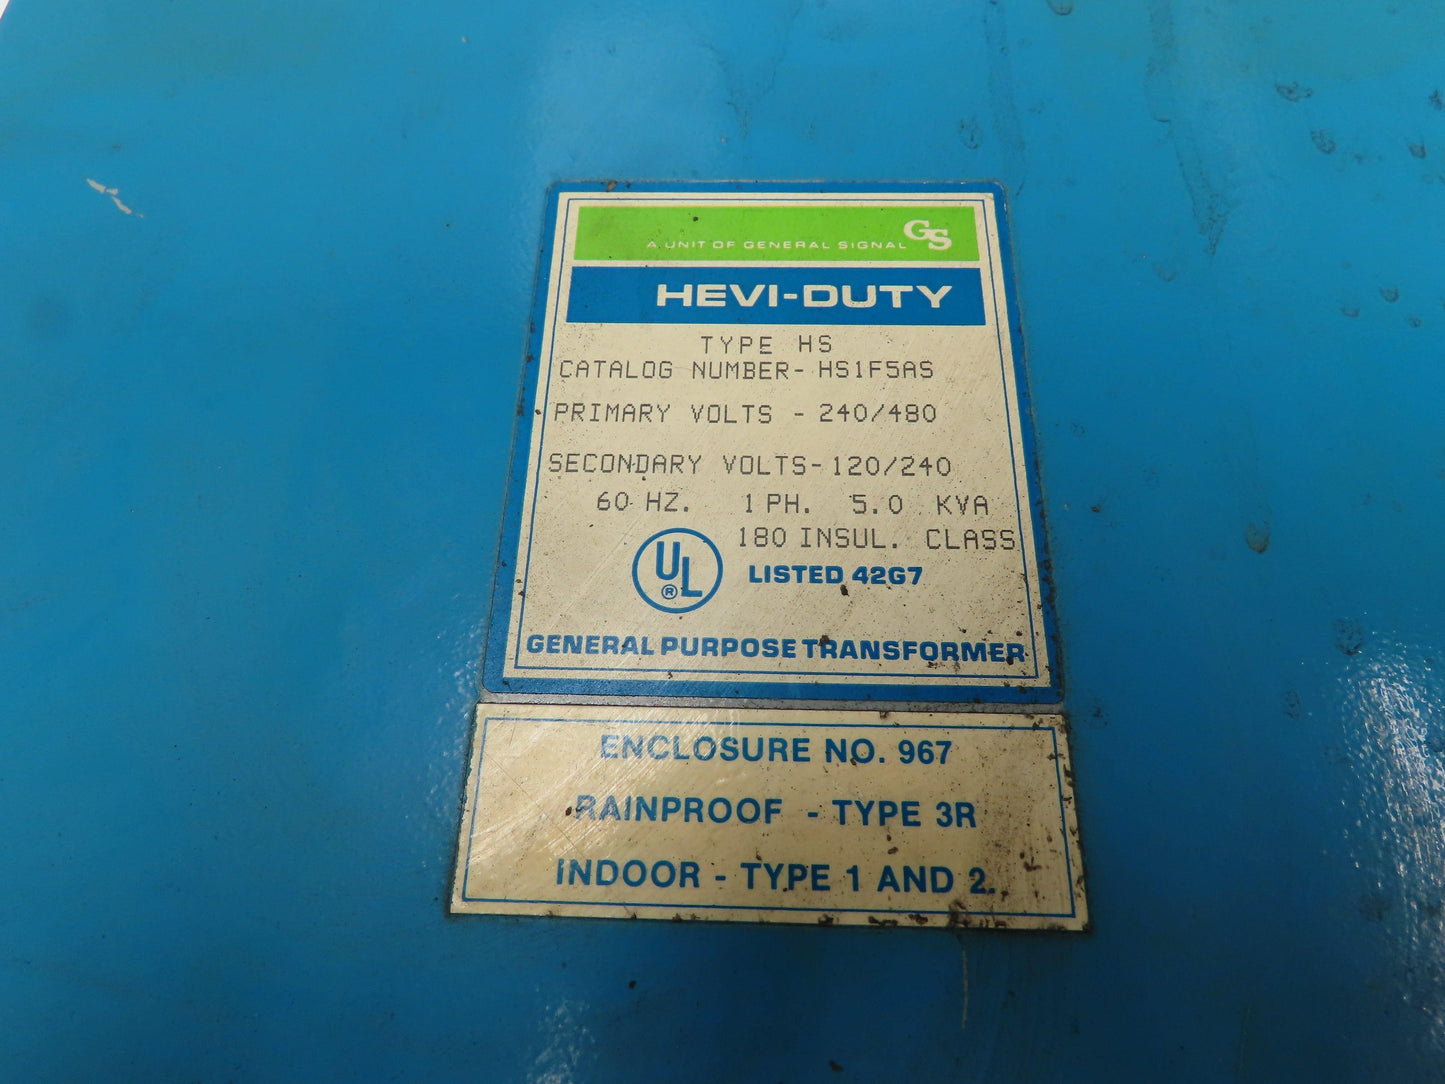 GS
A UNIT OF GENERAL SIGNAL
HEVI-DUTY
TYPE HS
CATALOG NUMBER- HS1F5AS
PRIMARY VOLTS - 240/480
SECONDARY VOLTS-120/240
60 HZ. 1 PH. 5.0 KVA
180 INSUL. CLASS
UL ®
LISTED 42G7
GENERAL PURPOSE TRANSFORMER
ENCLOSURE NO. 967
RAINPROOF - TYPE 3R
INDOOR - TYPE 1 AND 2.